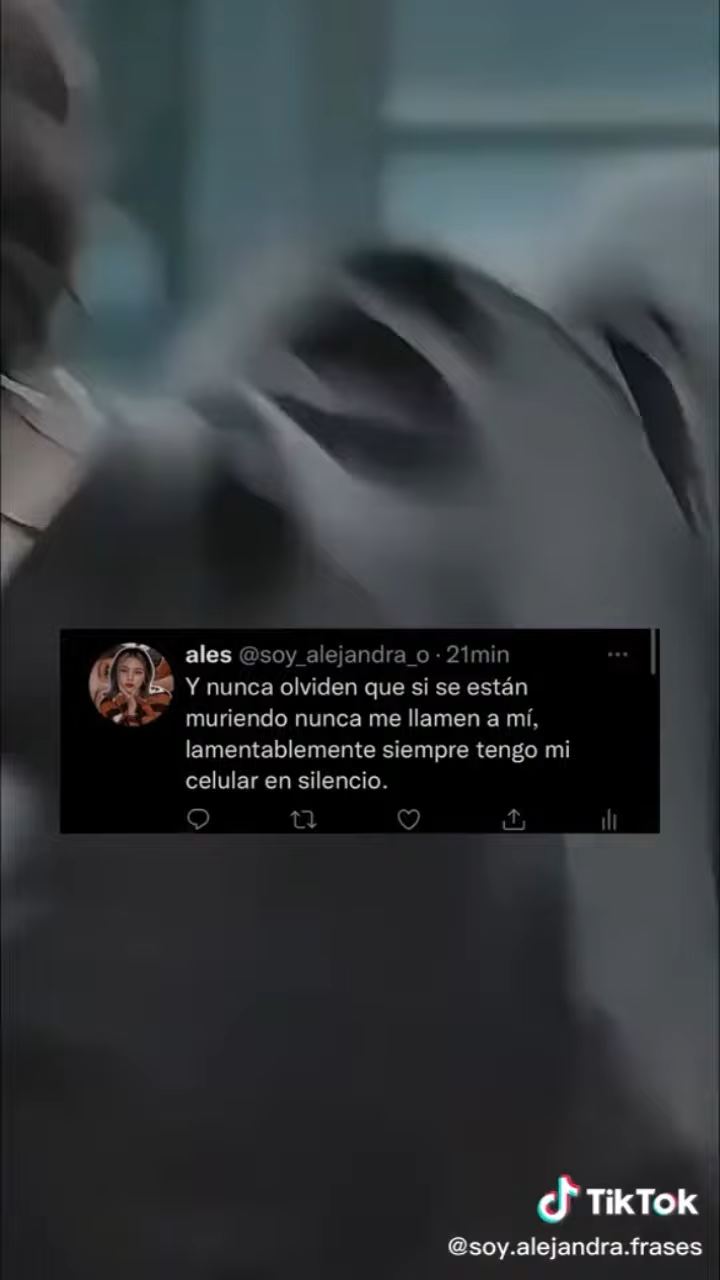 ales @soy_alejandra_o · 21min
Y nunca olviden que si se están
muriendo nunca me llamen a mí,
lamentablemente siempre tengo mi
celular en silencio.
TikTok
@soy.alejandra.frases